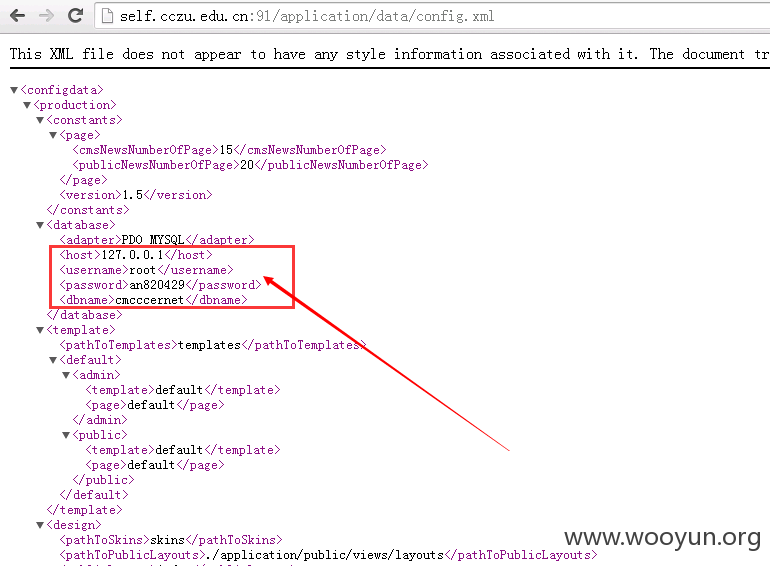 self.cczu.edu.cn:91/application/data/config.xml
This XML file does not appear to have any style information associated with it. The document tr
▼<configdata>
▼<production>
▼<constants>
▼<page>
<cmsNewsNumberOfPage>15</cmsNewsNumberOfPage>
<publicNewsNumberOfPage>20</publicNewsNumberOfPage>
</page>
<version>1.5</version>
</constants>
▼<database>
<adapter>PDO_MYSQL</adapter>
<host>127.0.0.1</host>
<username>root</username>
<password>an820429</password>
<dbname>cmcccernet</dbname>
</database>
▼<template>
<pathToTemplates>templates</pathToTemplates>
▼<default>
▼<admin>
<template>default</template>
<page>default</page>
</admin>
▼<public>
<template>default</template>
<page>default</page>
</public>
</default>
</template>
▼<design>
<pathToSkins>skins</pathToSkins>
<pathToPublicLayouts>./application/public/views/layouts</pathToPublicLayouts>
www.wooyun.org